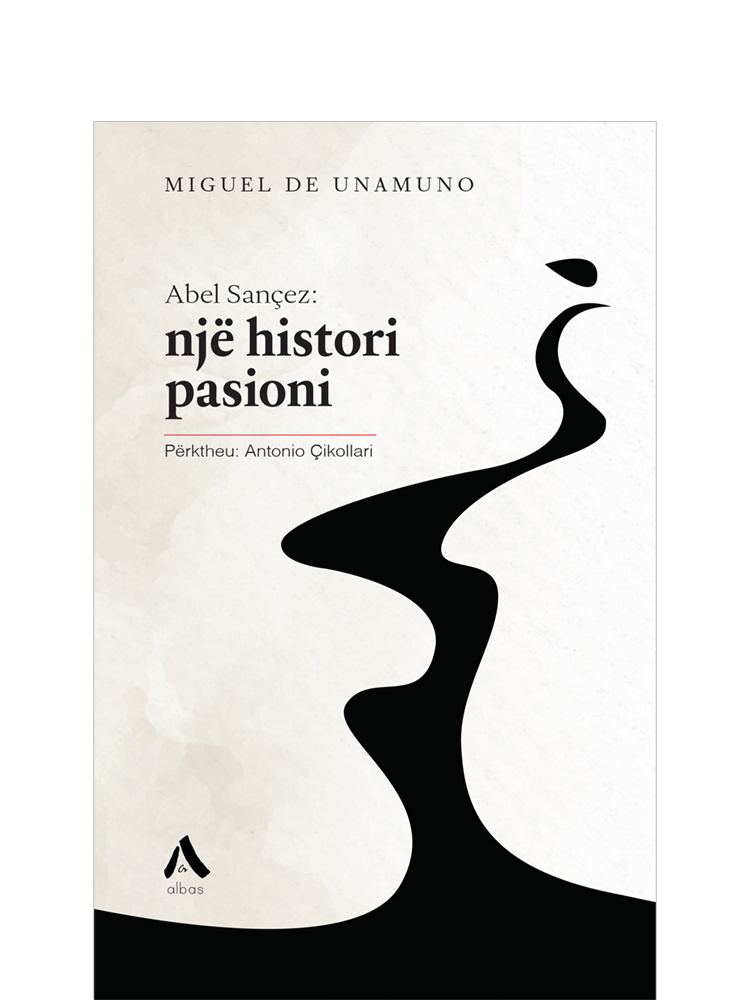 MIGUEL DE UNAMUNO
Abel Sançez:
një histori
pasioni
Përktheu: Antonio Çikollari
albas